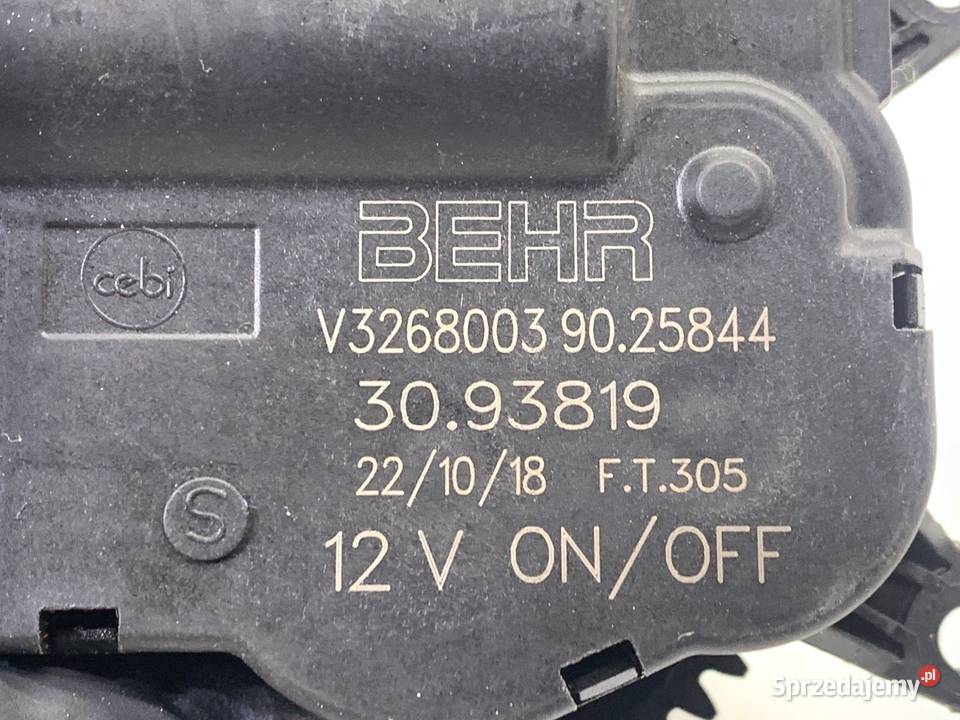 BEHR
cebi
V3268003 90.25844
30.93819
22/10/18 F.T.305
S
12 V ON/OFF
Sprzedajemy.pl